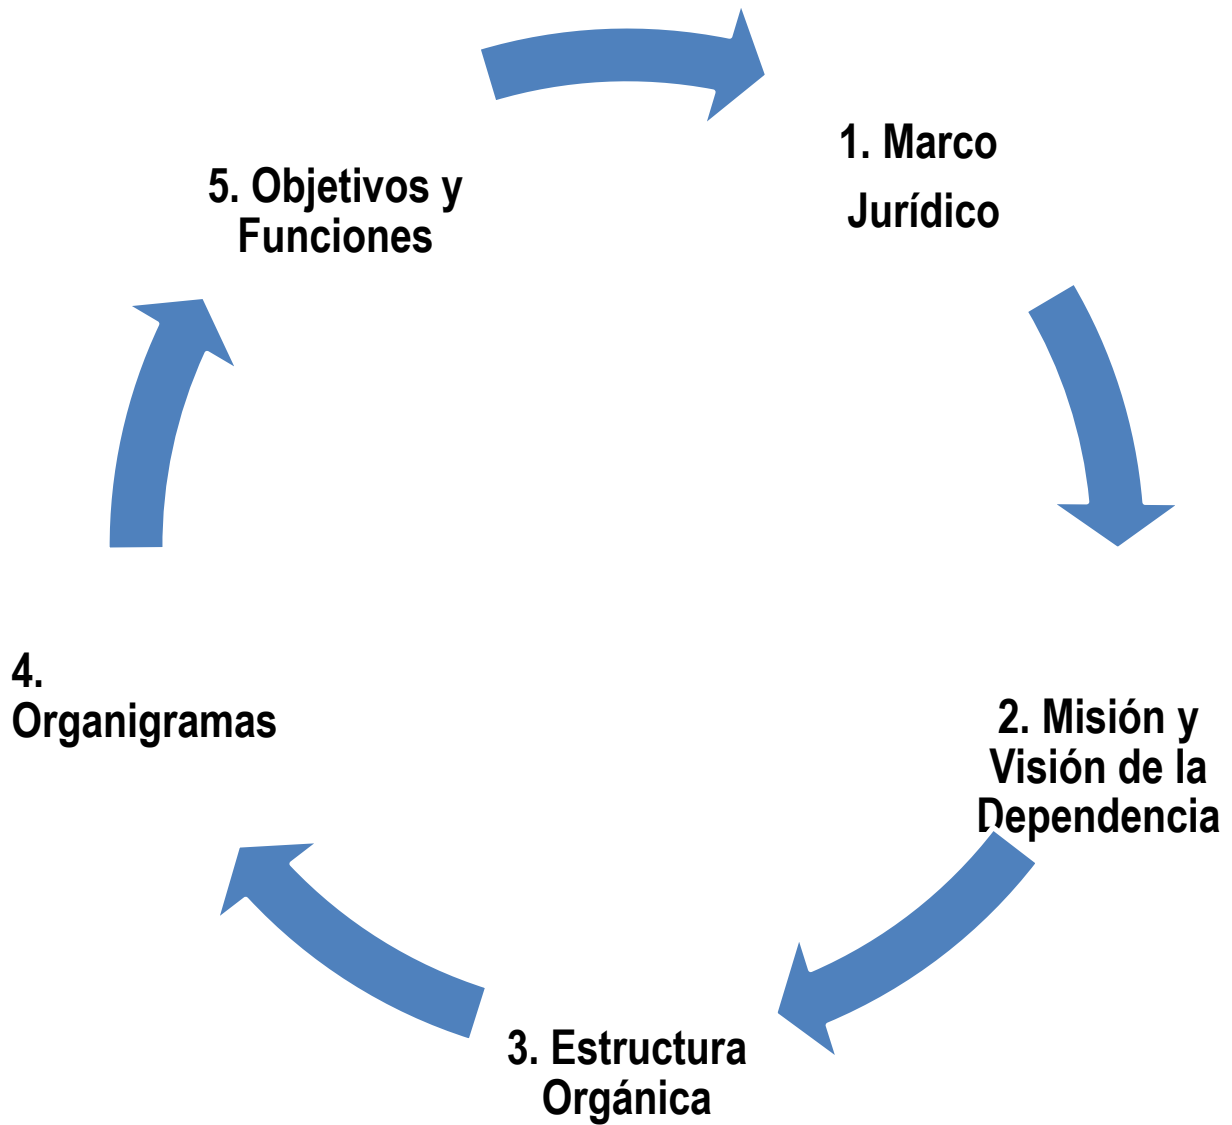 1. Marco
Jurídico
2. Misión y
Visión de la
Dependencia
3. Estructura
Orgánica
4.
Organigramas
5. Objetivos y
Funciones